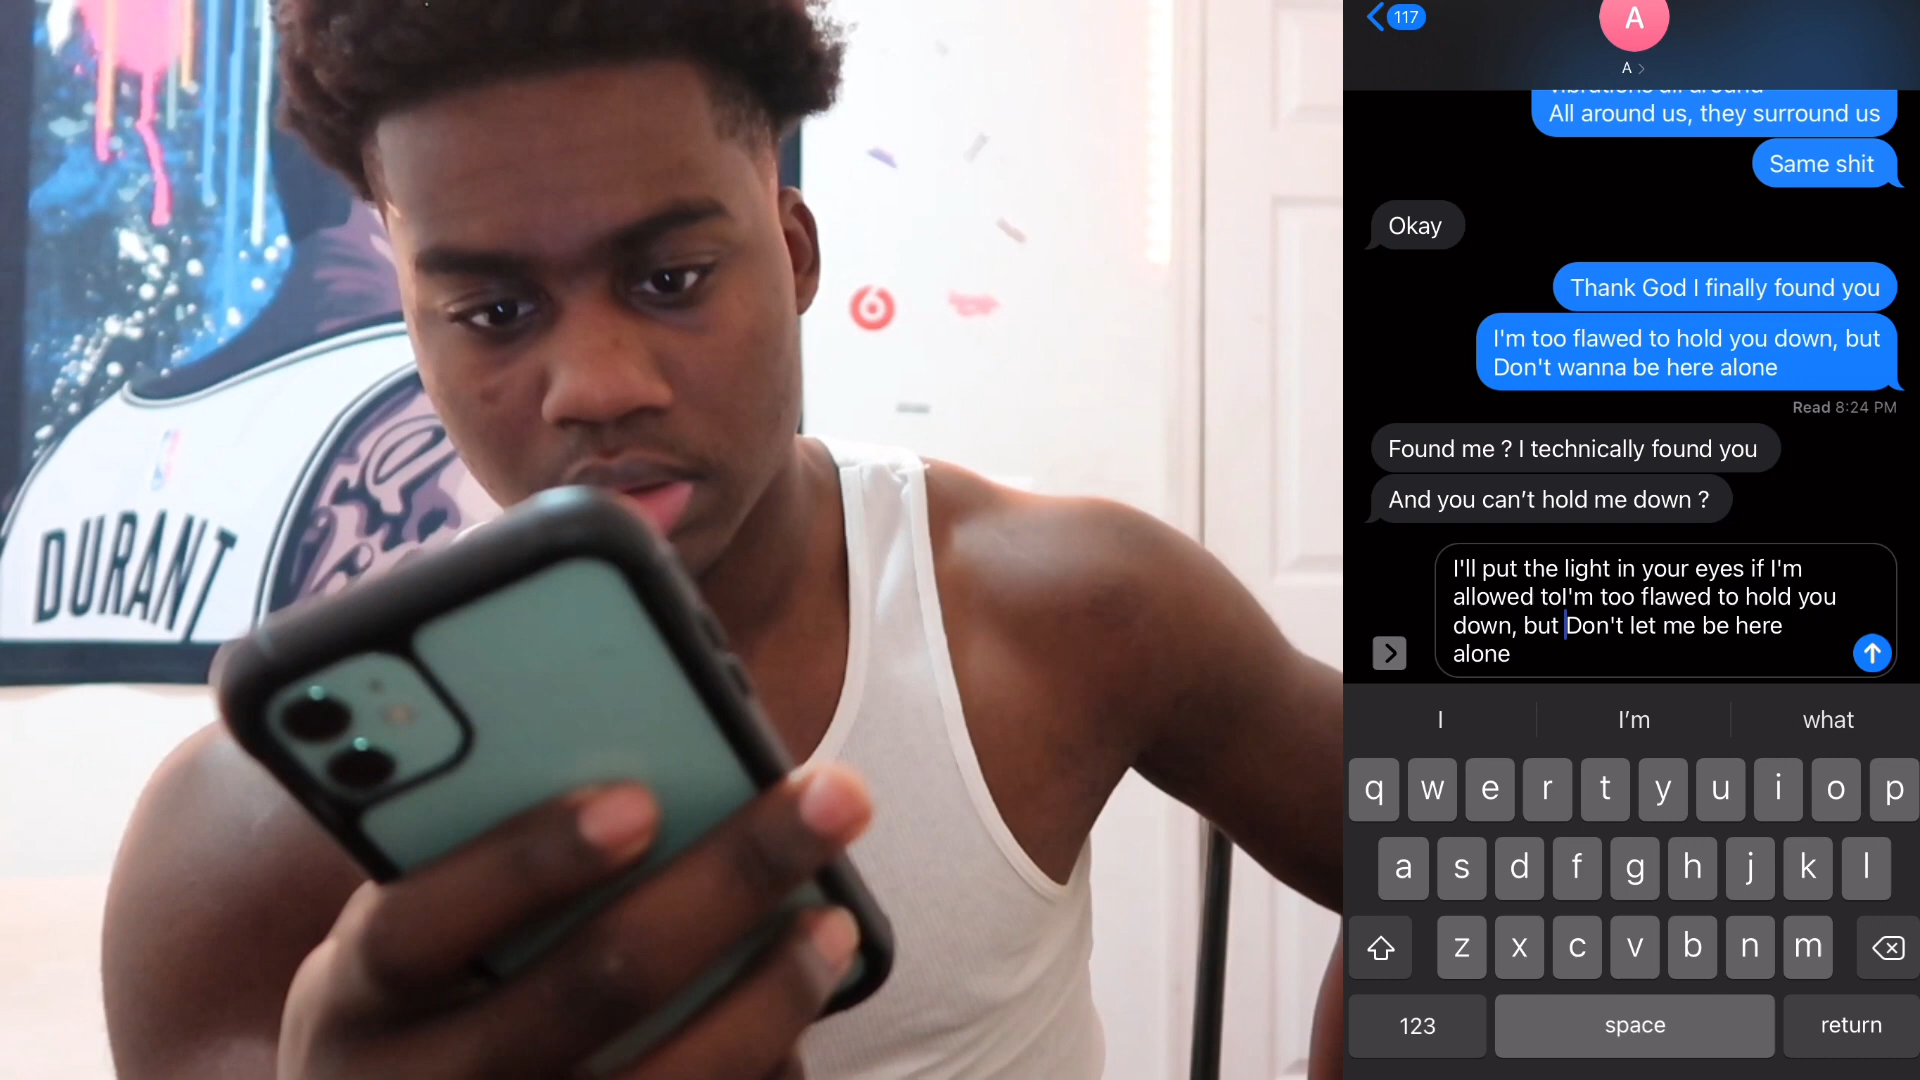 DURANT
117
A
A
vibrations all around
All around us, they surround us
Same shit
Okay
Thank God I finally found you
I'm too flawed to hold you down, but
Don't wanna be here alone
Read 8:24 PM
Found me ? I technically found you
And you can't hold me down ?
I'll put the light in your eyes if I'm
allowed toI'm too flawed to hold you
down, but Don't let me be here
alone
I
I'm
what
q w e r t y u i o p
a s d f g h j k l
z x c v b n m
123
space
return